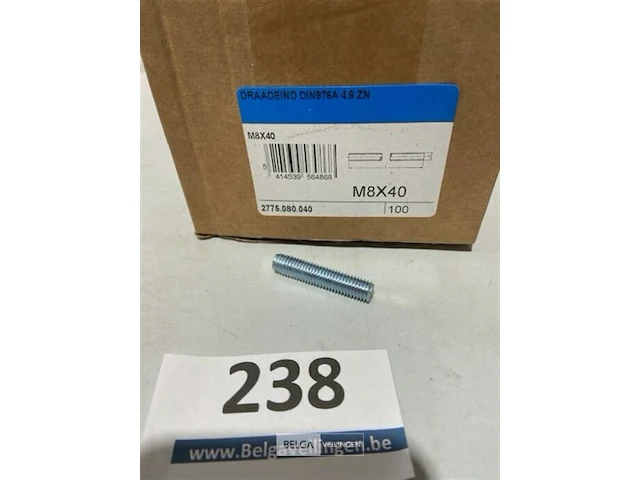 DRAADEIND DIN976A 4.6 ZN
M8X40
5 414539 564868
M8X40
2775.080.040
100
238
BELGA VEILINGEN
www.Belgaveilingen.be